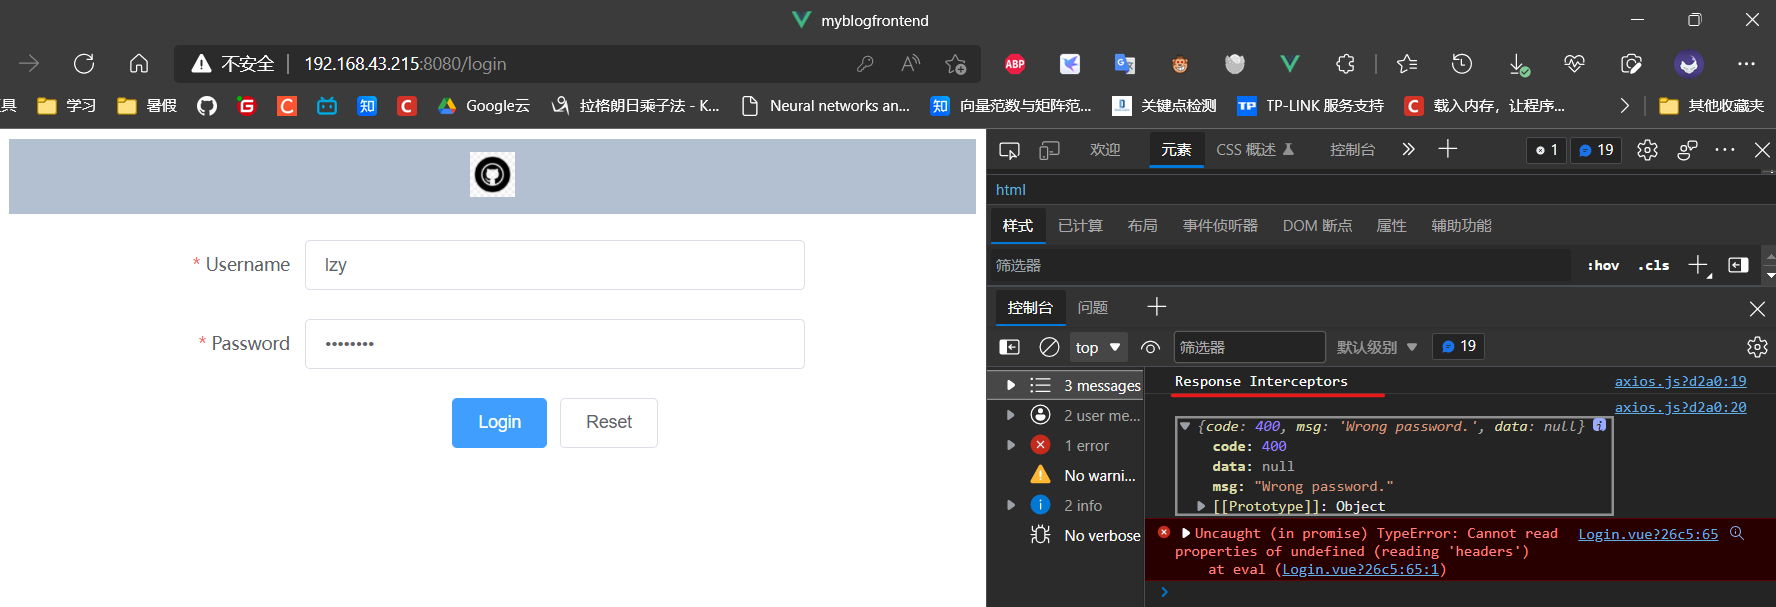 myblogfrontend
不安全 192.168.43.215:8080/login
ABP
具 学习 暑假 G C 知 C Google云 拉格朗日乘子法 - K... Neural networks an... 知 向量范数与矩阵范... 关键点检测 TP TP-LINK 服务支持 C 载入内存，让程序... 其他收藏夹
欢迎 元素 CSS 概述 控制台 1 19
html
样式 已计算 布局 事件侦听器 DOM 断点 属性 辅助功能
筛选器 :hov .cls
控制台 问题
top 筛选器 默认级别 19
* Username lzy
* Password ••••••••
Login Reset
3 messages
2 user me...
1 error
No warni...
2 info
No verbose
Response Interceptors axios.js?d2a0:19
axios.js?d2a0:20
{code: 400, msg: 'Wrong password.', data: null}
code: 400
data: null
msg: "Wrong password."
[[Prototype]]: Object
Uncaught (in promise) TypeError: Cannot read Login.vue?26c5:65
properties of undefined (reading 'headers')
at eval (Login.vue?26c5:65:1)